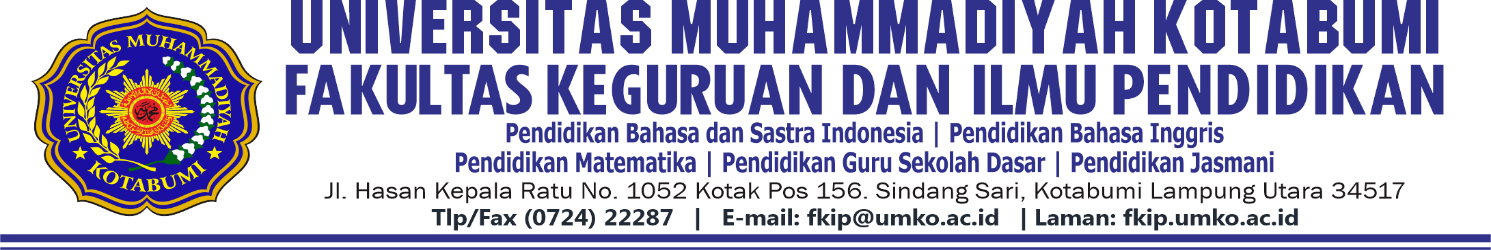 UNIVERSITAS MUHAMMADIYAH KOTABUMI
UNIVERSITAS MUHAMMADIYAH KOTABUMI
FAKULTAS KEGURUAN DAN ILMU PENDIDIKAN
Pendidikan Bahasa dan Sastra Indonesia | Pendidikan Bahasa Inggris
Pendidikan Matematika | Pendidikan Guru Sekolah Dasar | Pendidikan Jasmani
Jl. Hasan Kepala Ratu No. 1052 Kotak Pos 156. Sindang Sari, Kotabumi Lampung Utara 34517
Tlp/Fax (0724) 22287 | E-mail: fkip@umko.ac.id | Laman: fkip.umko.ac.id